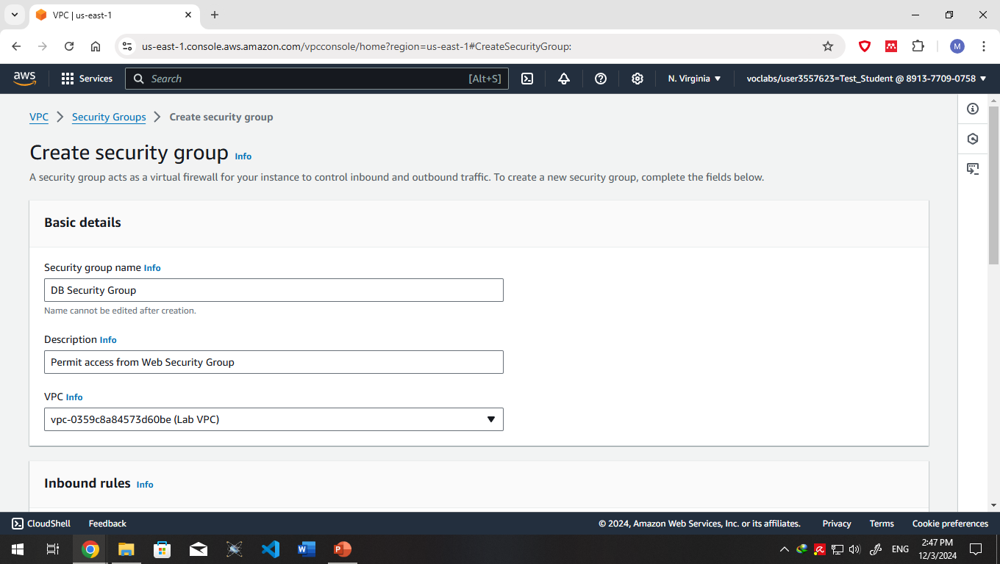 VPC | us-east-1
us-east-1.console.aws.amazon.com/vpcconsole/home?region=us-east-1#CreateSecurityGroup:
M
aws
Services
Search
[Alt+S]
N. Virginia
voclabs/user3557623=Test_Student @ 8913-7709-0758
VPC
Security Groups
Create security group
Create security group Info
A security group acts as a virtual firewall for your instance to control inbound and outbound traffic. To create a new security group, complete the fields below.
Basic details
Security group name Info
DB Security Group
Name cannot be edited after creation.
Description Info
Permit access from Web Security Group
VPC Info
vpc-0359c8a84573d60be (Lab VPC)
Inbound rules Info
CloudShell
Feedback
© 2024, Amazon Web Services, Inc. or its affiliates.
Privacy
Terms
Cookie preferences
ENG
2:47 PM
12/3/2024